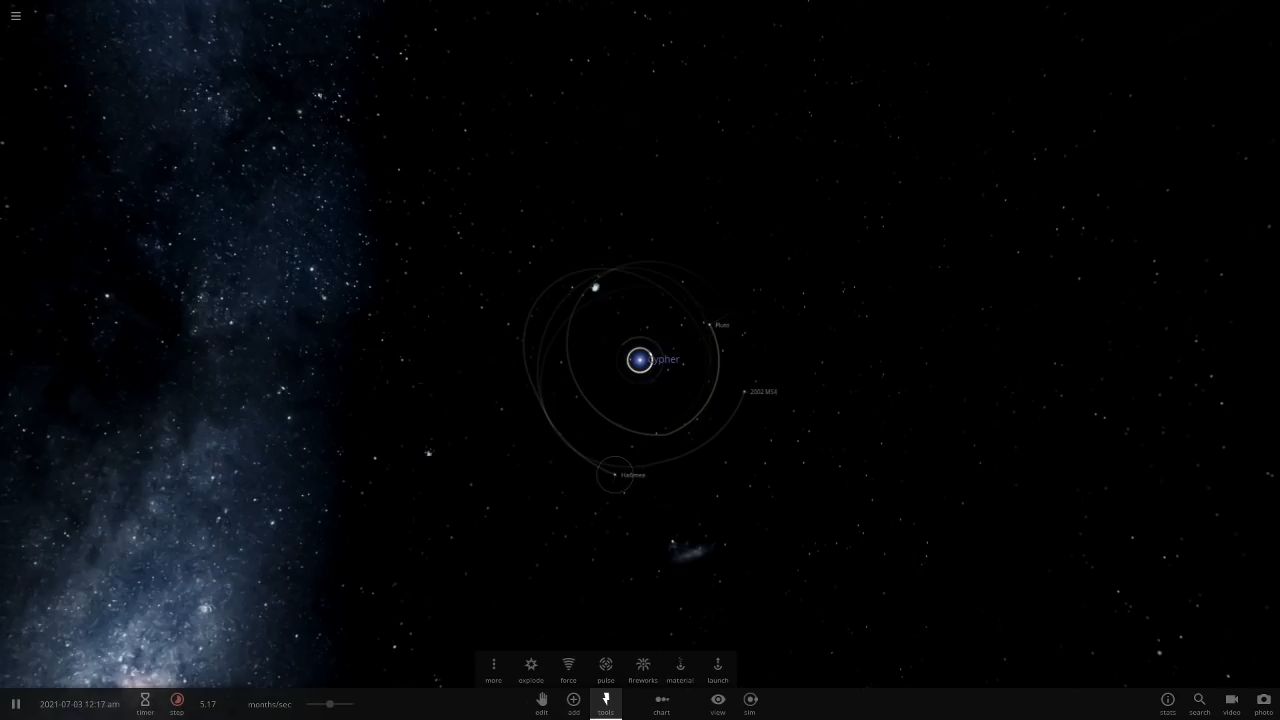 Cypher
Pluto
2002 MS4
Haumea
more
explode
force
pulse
fireworks
material
launch
2021-07-03 12:17 am
timer
step
5.17
months/sec
edit
add
tools
chart
view
sim
stats
search
video
photo